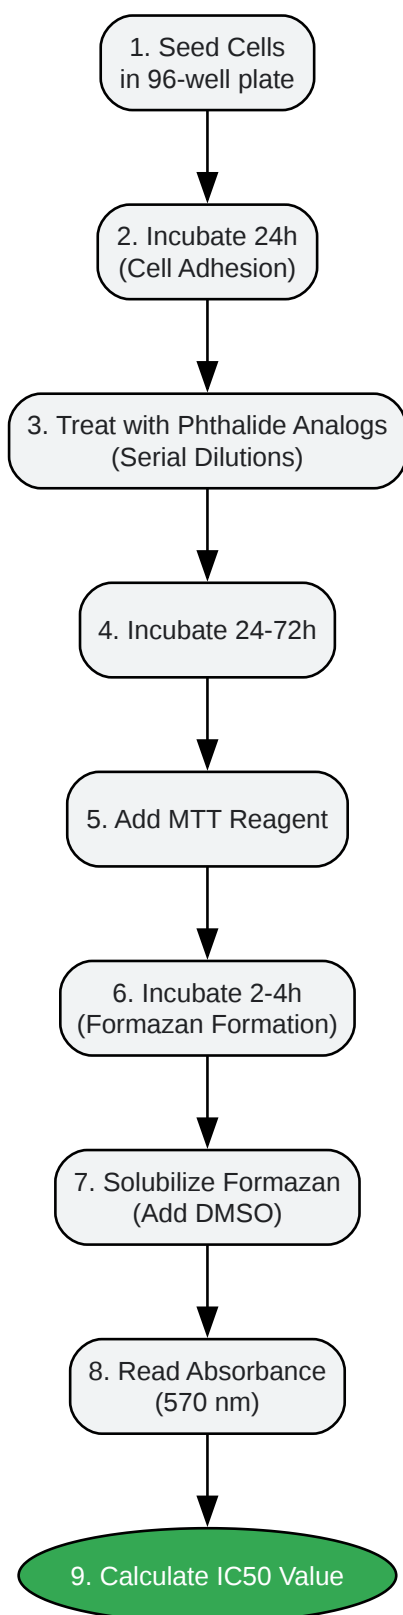 1. Seed Cells
in 96-well plate
2. Incubate 24h
(Cell Adhesion)
3. Treat with Phthalide Analogs
(Serial Dilutions)
4. Incubate 24-72h
5. Add MTT Reagent
6. Incubate 2-4h
(Formazan Formation)
7. Solubilize Formazan
(Add DMSO)
8. Read Absorbance
(570 nm)
9. Calculate IC50 Value